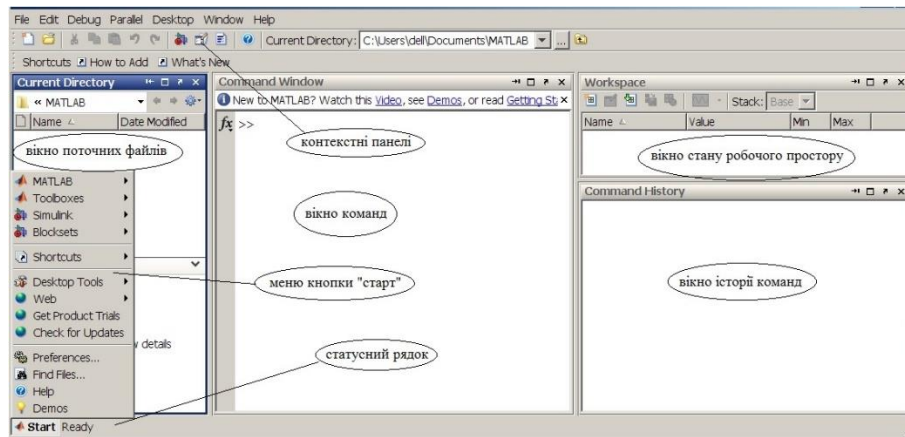 File Edit Debug Parallel Desktop Window Help
Current Directory: C:\Users\dell\Documents\MATLAB
Shortcuts How to Add What's New
Current Directory
« MATLAB
Name Date Modified
вікно поточних файлів
MATLAB
Toolboxes
Simulink
Blocksets
Shortcuts
Desktop Tools
Web
Get Product Trials
Check for Updates
details
Preferences...
Find Files...
Help
Demos
Start Ready
Command Window
New to MATLAB? Watch this Video, see Demos, or read Getting St
fx >>
контекстні панелі
вікно команд
меню кнопки "старт"
статусний рядок
Workspace
Stack: Base
Name Value Min Max
вікно стану робочого простору
Command History
вікно історії команд